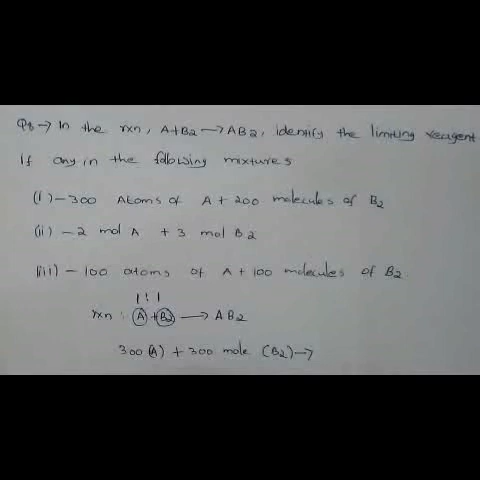 Q8 → In the rxn, A+B2 → AB2, identify the limiting reagent
If any in the following mixtures
(i) - 300 Atoms of A + 200 molecules of B2
(ii) - 2 mol A + 3 mol B2
(iii) - 100 atoms of A + 100 molecules of B2
1 : 1
rxn : A + B2 → AB2
300 (A) + 300 mole (B2) →